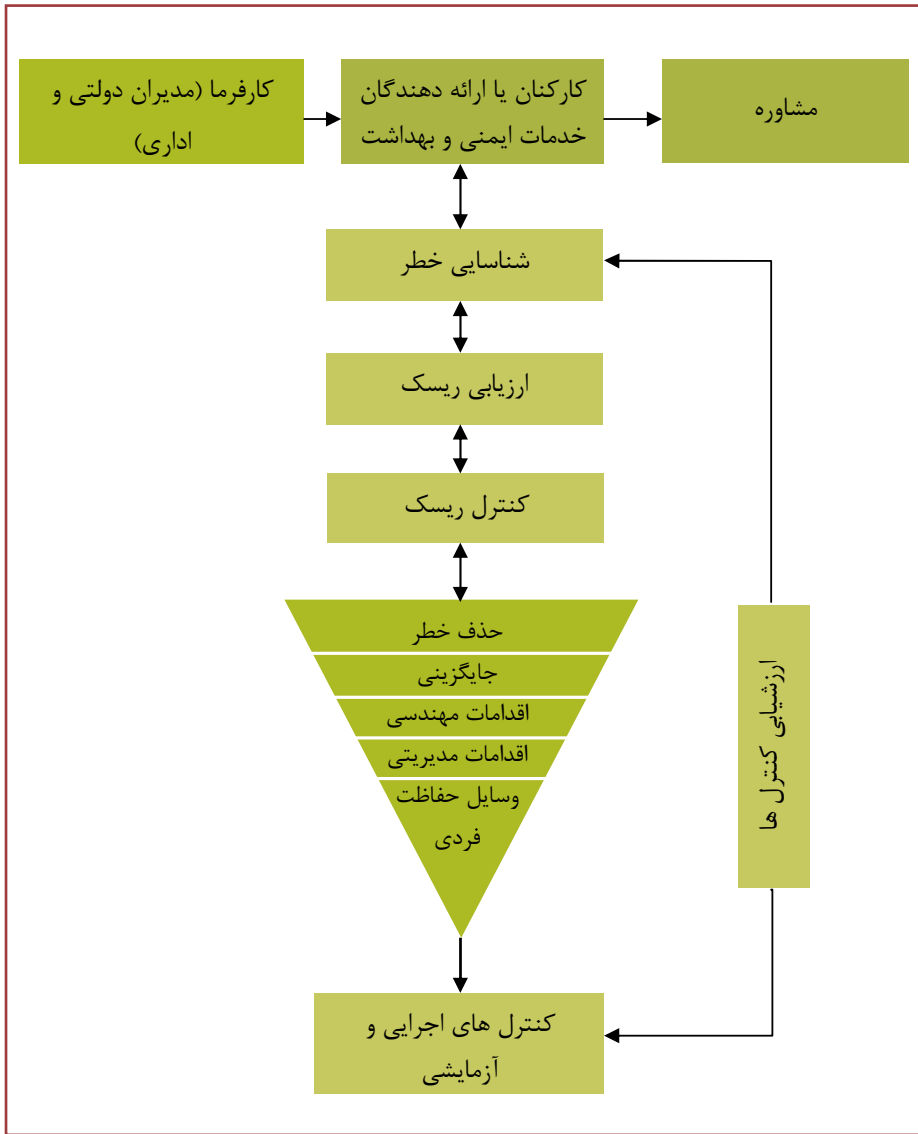 کارفرما (مدیران دولتی و
اداری)
کارکنان یا ارائه دهندگان
خدمات ایمنی و بهداشت
مشاوره
شناسایی خطر
ارزیابی ریسک
کنترل ریسک
حذف خطر
جایگزینی
اقدامات مهندسی
اقدامات مدیریتی
وسایل حفاظت
فردی
کنترل های اجرایی و
آزمایشی
ارزشیابی کنترل ها